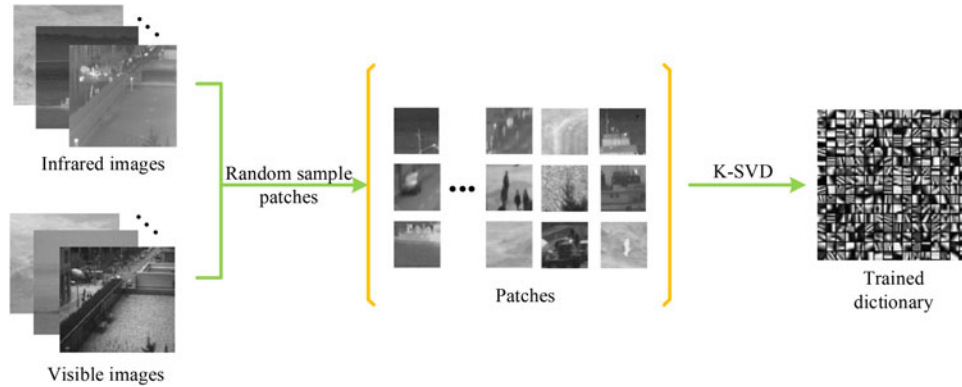 Infrared images
Random sample
patches
K-SVD
Patches
Trained
dictionary
Visible images